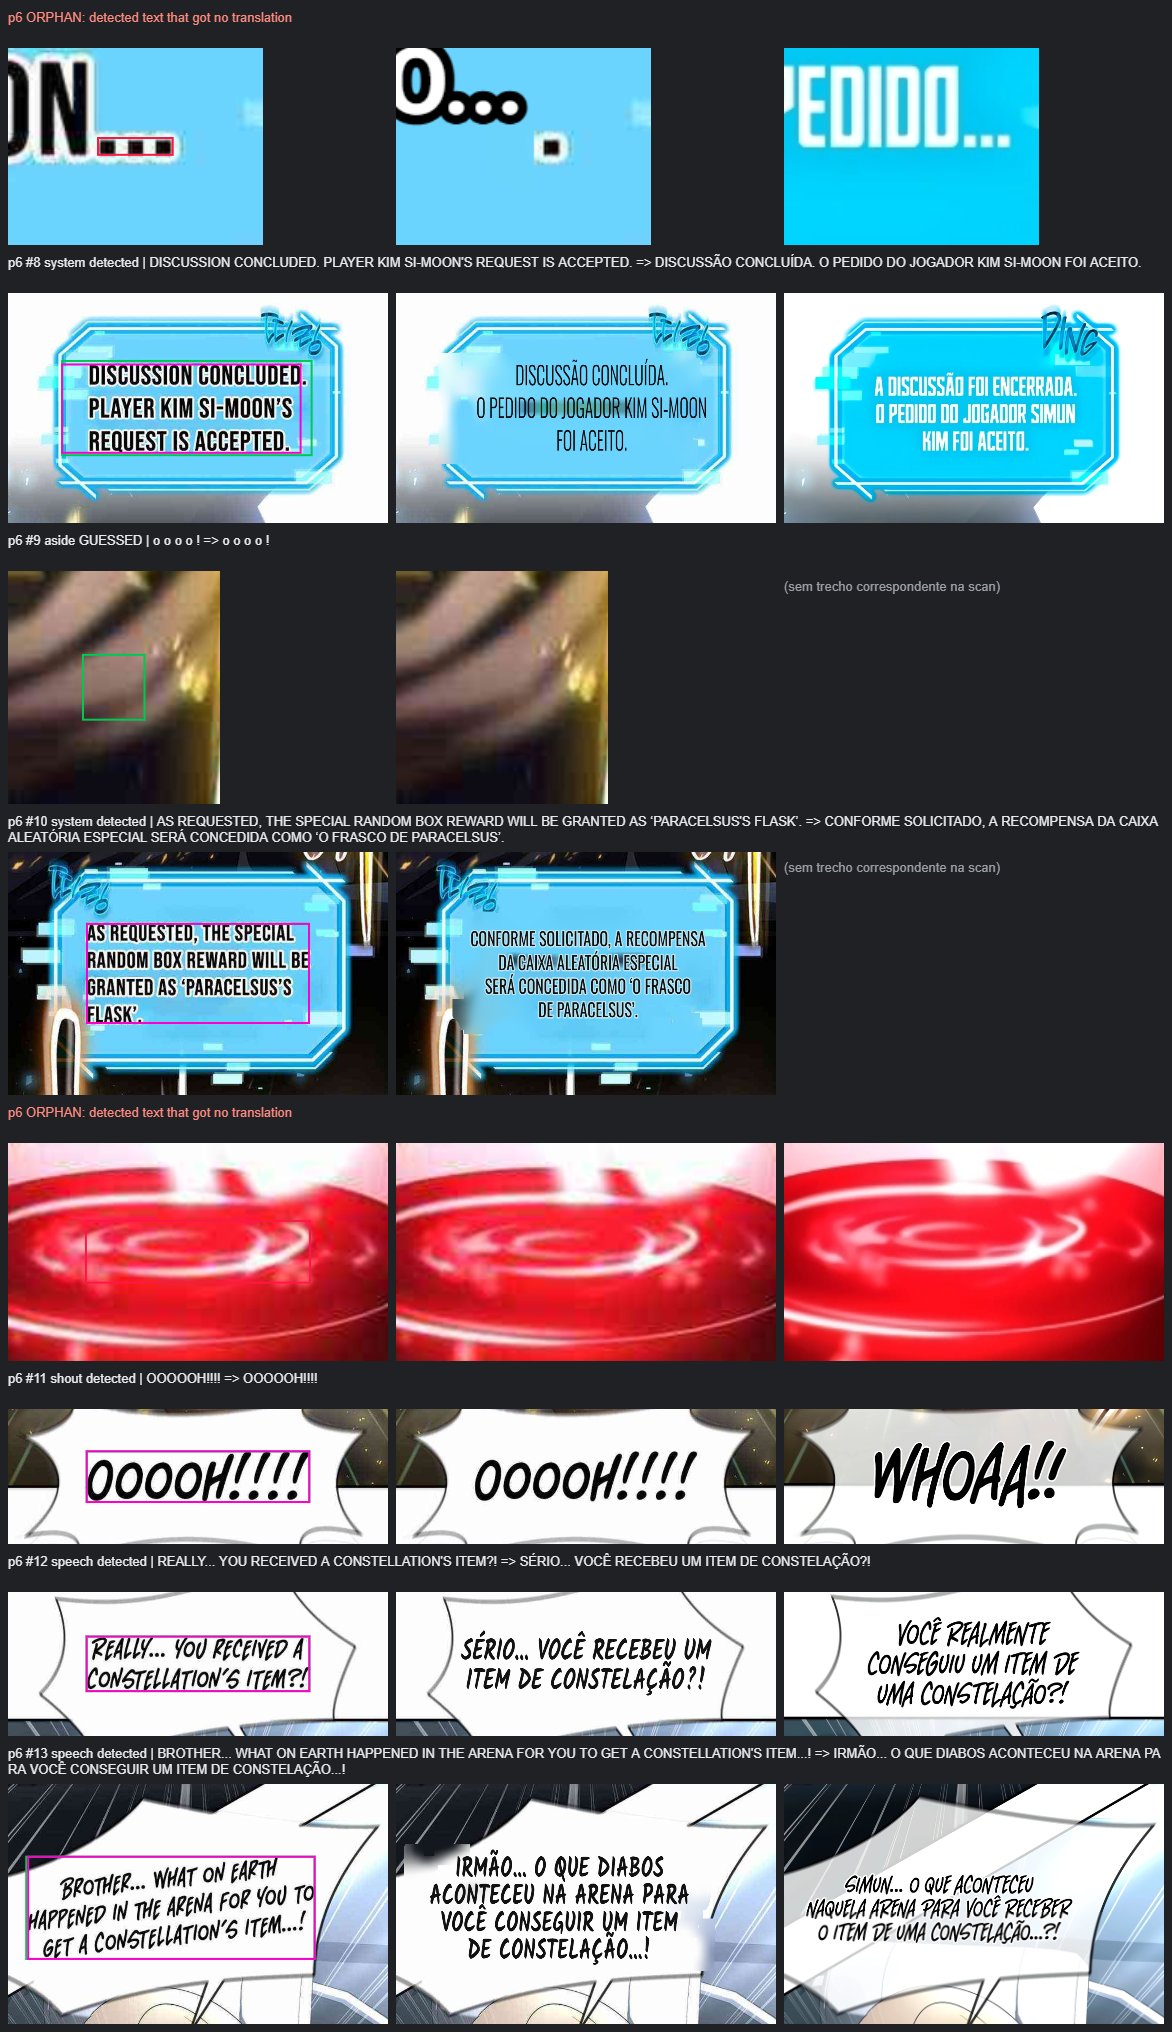 p6 ORPHAN: detected text that got no translation
ON...
O...
.
PEDIDO...
p6 #8 system detected | DISCUSSION CONCLUDED. PLAYER KIM SI-MOON'S REQUEST IS ACCEPTED. => DISCUSSÃO CONCLUÍDA. O PEDIDO DO JOGADOR KIM SI-MOON FOI ACEITO.
DISCUSSION CONCLUDED.
PLAYER KIM SI-MOON'S
REQUEST IS ACCEPTED.
DISCUSSÃO CONCLUÍDA.
O PEDIDO DO JOGADOR KIM SI-MOON
FOI ACEITO.
DING
A DISCUSSÃO FOI ENCERRADA.
O PEDIDO DO JOGADOR SIMUN
KIM FOI ACEITO.
p6 #9 aside GUESSED | o o o o ! => o o o o !
(sem trecho correspondente na scan)
p6 #10 system detected | AS REQUESTED, THE SPECIAL RANDOM BOX REWARD WILL BE GRANTED AS ‘PARACELSUS'S FLASK’. => CONFORME SOLICITADO, A RECOMPENSA DA CAIXA
ALEATÓRIA ESPECIAL SERÁ CONCEDIDA COMO ‘O FRASCO DE PARACELSUS’.
AS REQUESTED, THE SPECIAL
RANDOM BOX REWARD WILL BE
GRANTED AS ‘PARACELSUS'S
FLASK’.
CONFORME SOLICITADO, A RECOMPENSA
DA CAIXA ALEATÓRIA ESPECIAL
SERÁ CONCEDIDA COMO ‘O FRASCO
DE PARACELSUS’.
(sem trecho correspondente na scan)
p6 ORPHAN: detected text that got no translation
p6 #11 shout detected | OOOOOH!!!! => OOOOOH!!!!
OOOOH!!!!
OOOOH!!!!
WHOAA!!
p6 #12 speech detected | REALLY... YOU RECEIVED A CONSTELLATION'S ITEM?! => SÉRIO... VOCÊ RECEBEU UM ITEM DE CONSTELAÇÃO?!
REALLY... YOU RECEIVED A
CONSTELLATION'S ITEM?!
SÉRIO... VOCÊ RECEBEU UM
ITEM DE CONSTELAÇÃO?!
VOCÊ REALMENTE
CONSEGUIU UM ITEM DE
UMA CONSTELAÇÃO?!
p6 #13 speech detected | BROTHER... WHAT ON EARTH HAPPENED IN THE ARENA FOR YOU TO GET A CONSTELLATION'S ITEM...! => IRMÃO... O QUE DIABOS ACONTECEU NA ARENA PA
RA VOCÊ CONSEGUIR UM ITEM DE CONSTELAÇÃO...!
BROTHER... WHAT ON EARTH
HAPPENED IN THE ARENA FOR YOU TO
GET A CONSTELLATION'S ITEM...!
IRMÃO... O QUE DIABOS
ACONTECEU NA ARENA PARA
VOCÊ CONSEGUIR UM ITEM
DE CONSTELAÇÃO...!
SIMUN... O QUE ACONTECEU
NAQUELA ARENA PARA VOCÊ RECEBER
O ITEM DE UMA CONSTELAÇÃO...?!